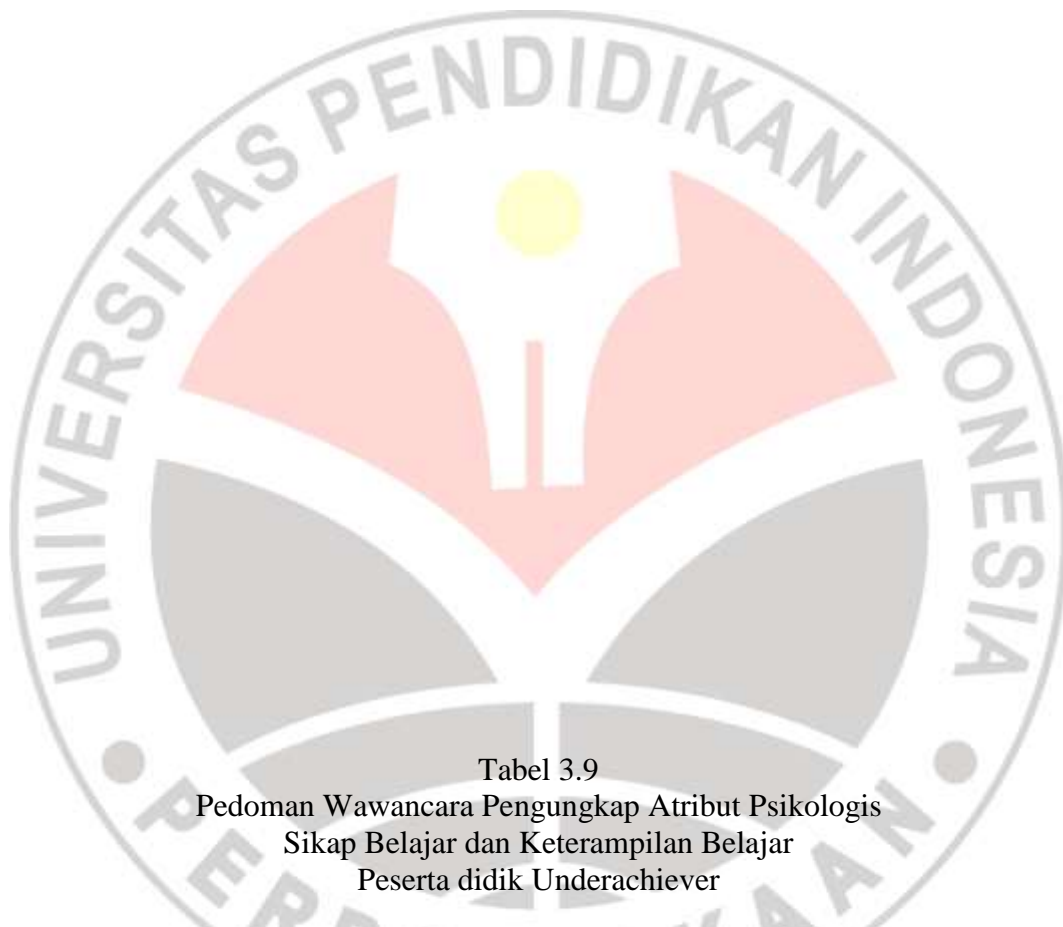 UNIVERSITAS PENDIDIKAN INDONESIA
Tabel 3.9
Pedoman Wawancara Pengungkap Atribut Psikologis
Sikap Belajar dan Keterampilan Belajar
Peserta didik Underachiever